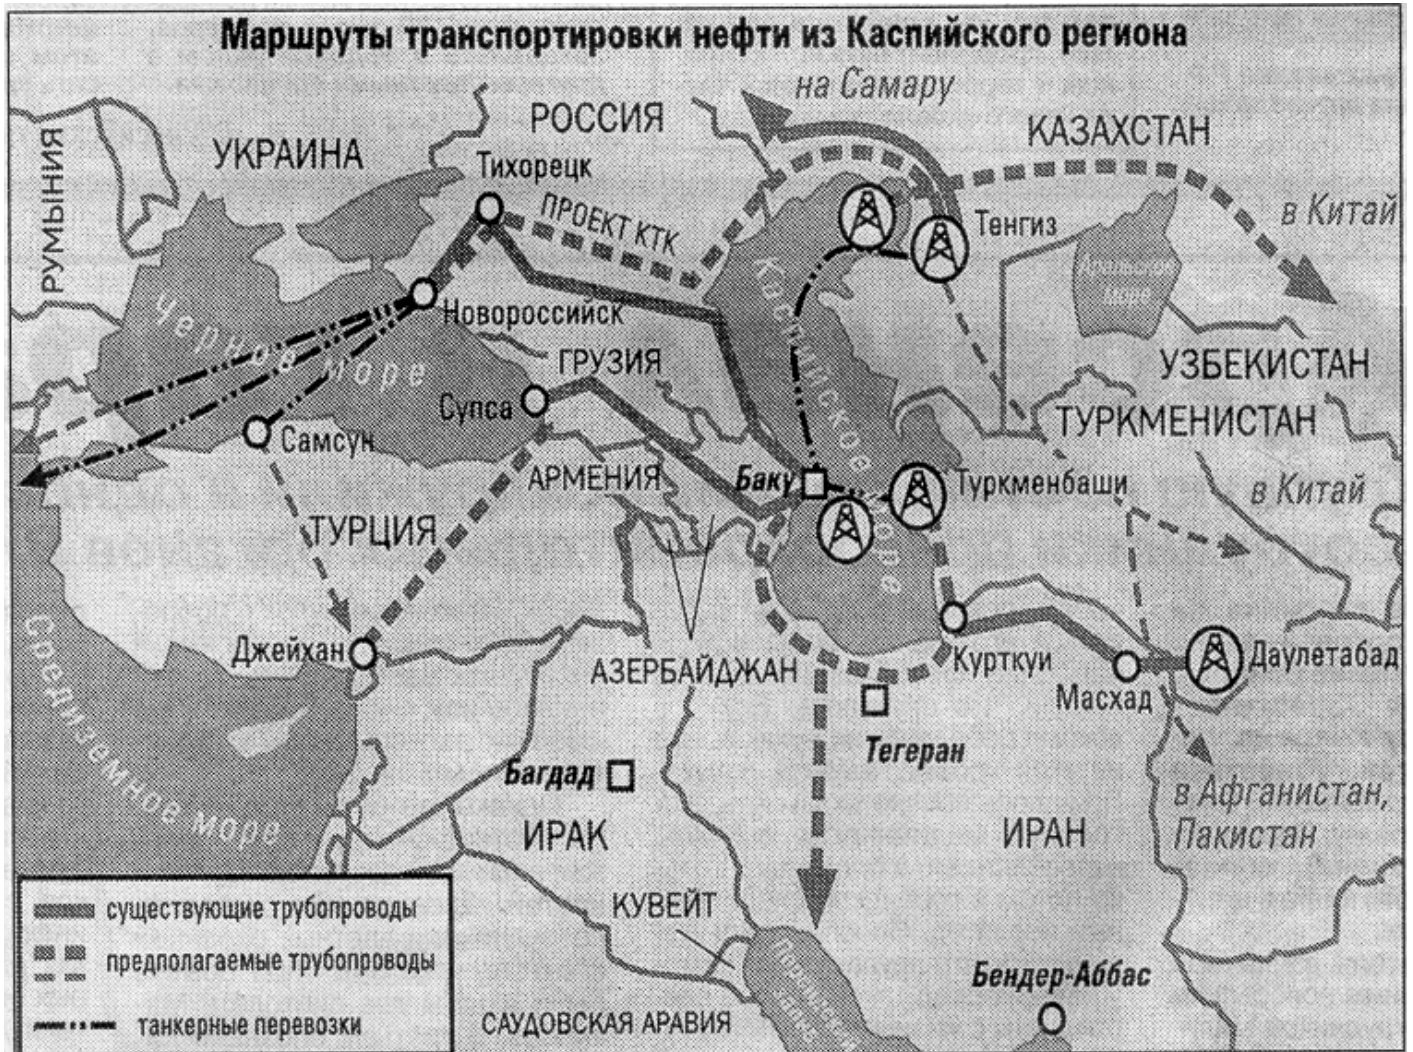 Маршруты транспортировки нефти из Каспийского региона
на Самару
РОССИЯ
КАЗАХСТАН
УКРАИНА
РУМЫНИЯ
Тихорецк
ПРОЕКТ КТК
Тенгиз
в Китай
Каспийское море
Аральское
море
Новороссийск
Черное море
ГРУЗИЯ
УЗБЕКИСТАН
Супса
ТУРКМЕНИСТАН
Самсун
АРМЕНИЯ
Баку
Туркменбаши
в Китай
ТУРЦИЯ
Джейхан
АЗЕРБАЙДЖАН
Курткуи
Даулетабад
Масхад
Средиземное море
Тегеран
Багдад
в Афганистан,
Пакистан
ИРАК
ИРАН
КУВЕЙТ
существующие трубопроводы
предполагаемые трубопроводы
танкерные перевозки
Персидский
залив
Бендер-Аббас
САУДОВСКАЯ АРАВИЯ